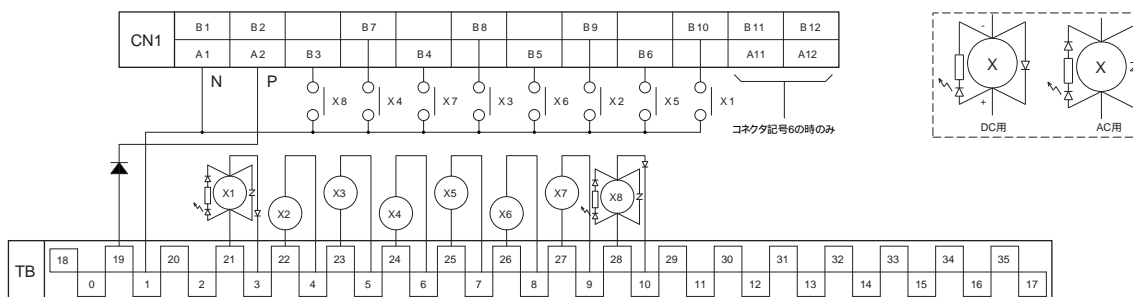 CN1 B1 B2 B7 B8 B9 B10 B11 B12
A1 A2 B3 B4 B5 B6 A11 A12
N P
X8 X4 X7 X3 X6 X2 X5 X1
コネクタ記号6の時のみ
- X +
DC用
X
AC用
X1 X2 X3 X4 X5 X6 X7 X8
TB 18 19 20 21 22 23 24 25 26 27 28 29 30 31 32 33 34 35
0 1 2 3 4 5 6 7 8 9 10 11 12 13 14 15 16 17